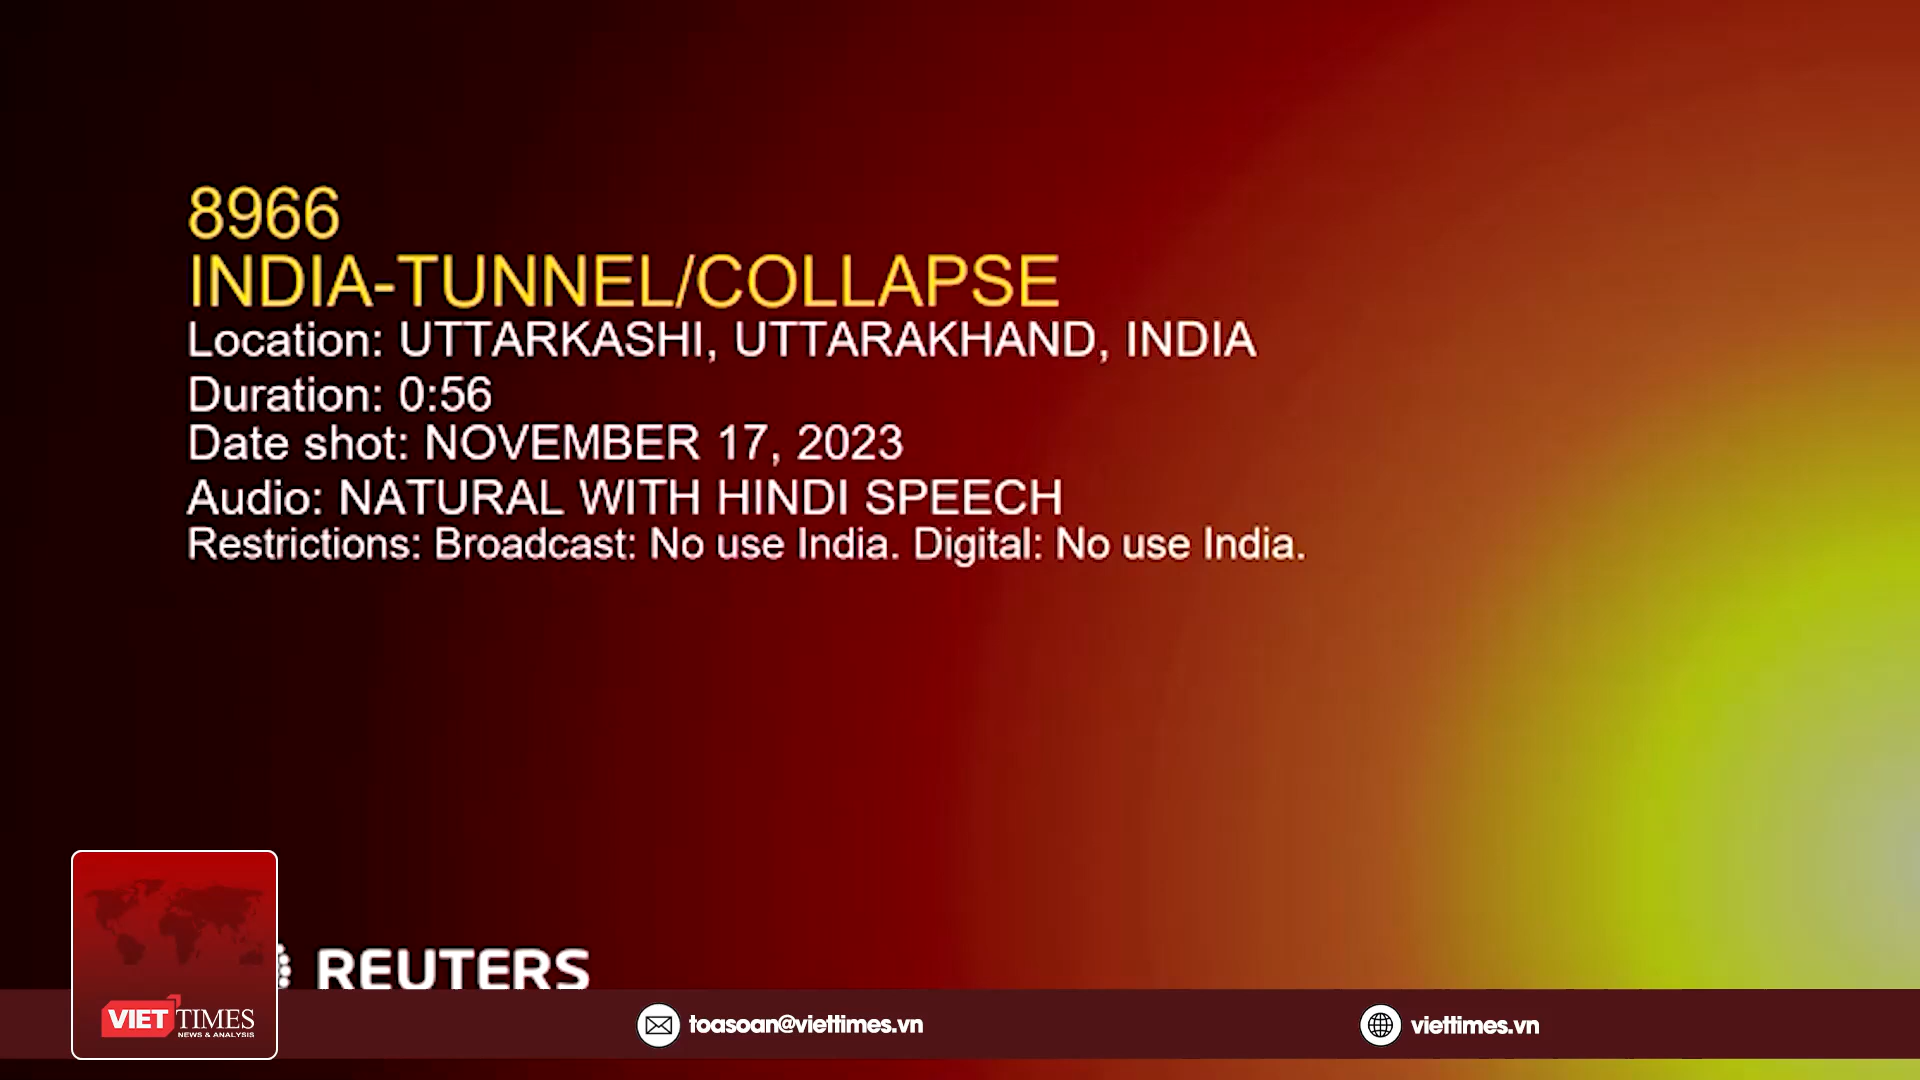 8966
INDIA-TUNNEL/COLLAPSE
Location: UTTARKASHI, UTTARAKHAND, INDIA
Duration: 0:56
Date shot: NOVEMBER 17, 2023
Audio: NATURAL WITH HINDI SPEECH
Restrictions: Broadcast: No use India. Digital: No use India.
REUTERS
VIET TIMES
NEWS & ANALYSIS
toasoan@viettimes.vn
viettimes.vn